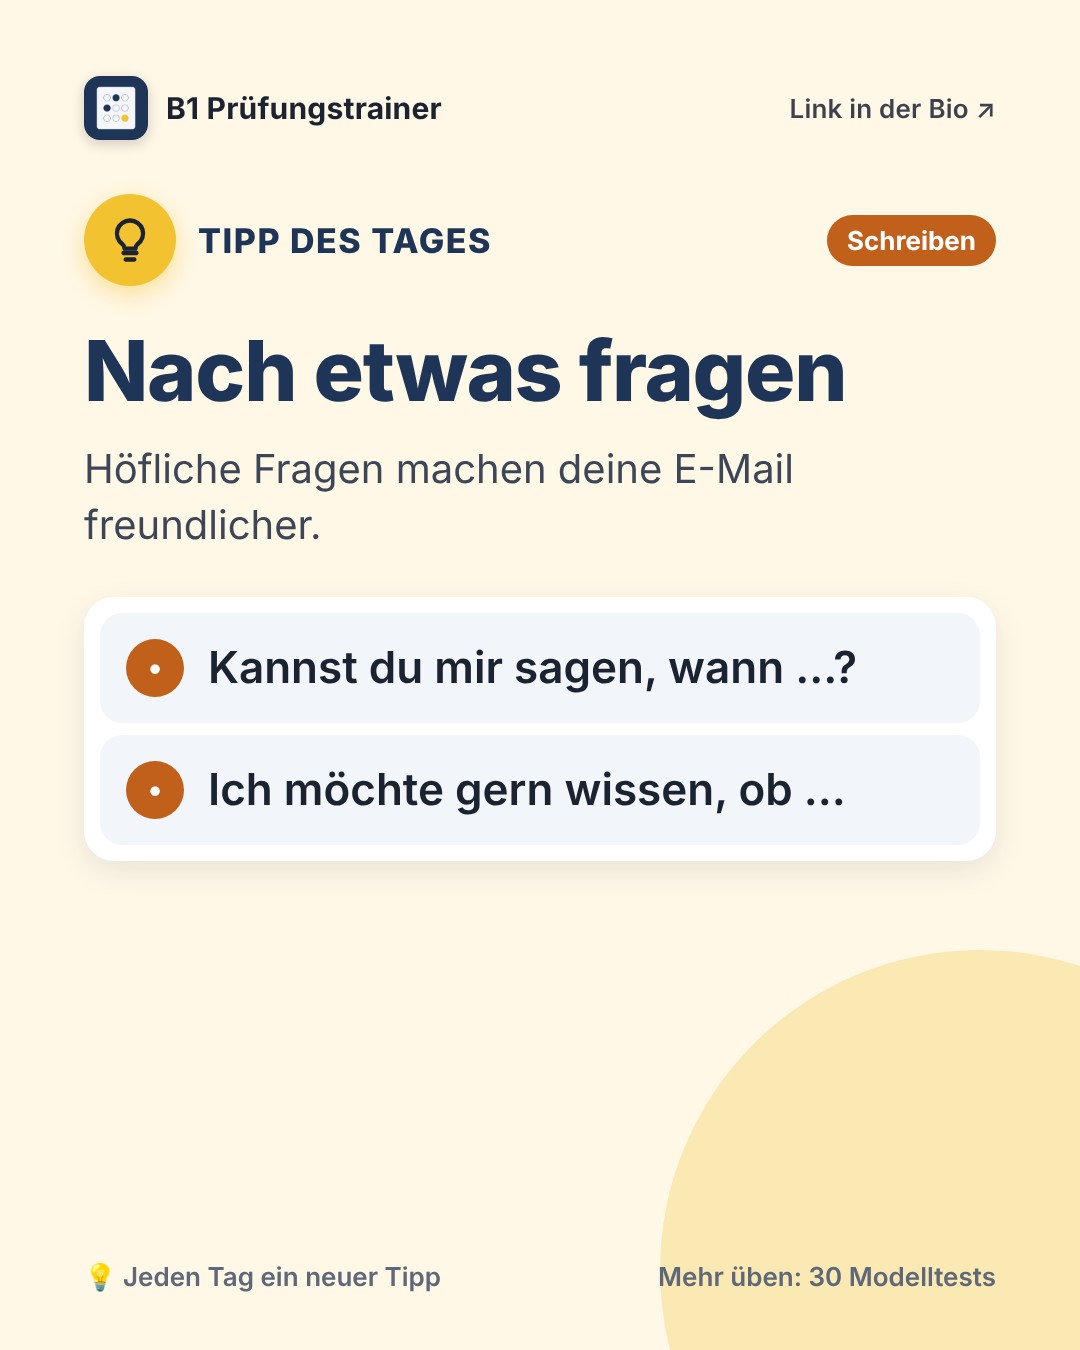 B1 Prüfungstrainer
Link in der Bio ↗
TIPP DES TAGES
Schreiben
Nach etwas fragen
Höfliche Fragen machen deine E-Mail
freundlicher.
Kannst du mir sagen, wann ...?
Ich möchte gern wissen, ob ...
💡 Jeden Tag ein neuer Tipp
Mehr üben: 30 Modelltests